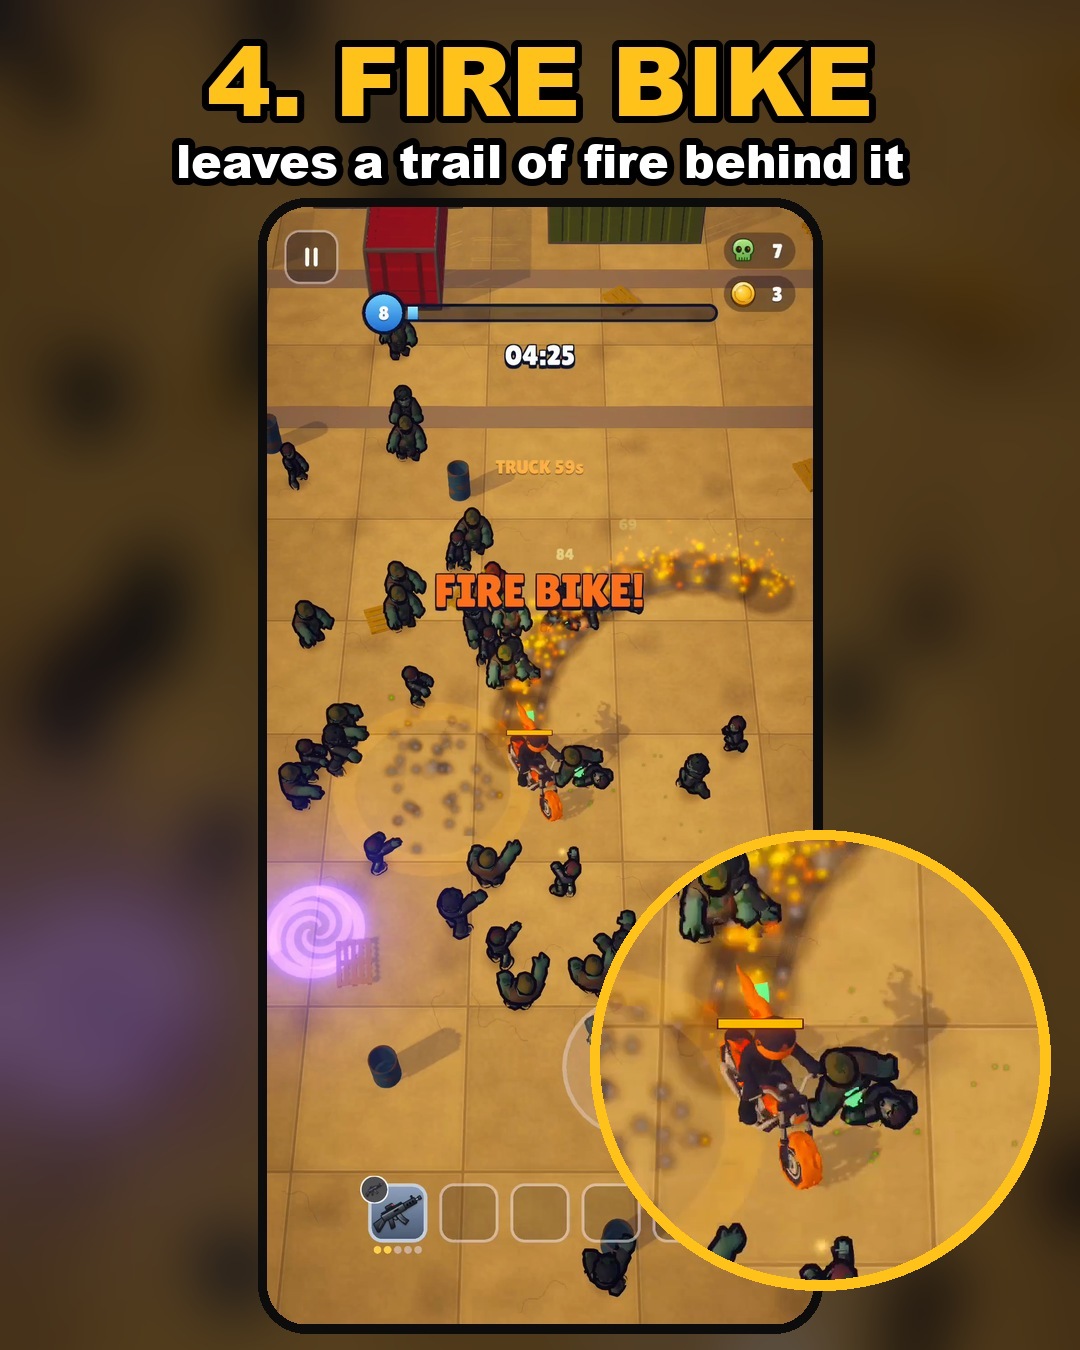 4. FIRE BIKE
leaves a trail of fire behind it
7
3
8
04:25
TRUCK 59s
69
84
FIRE BIKE!